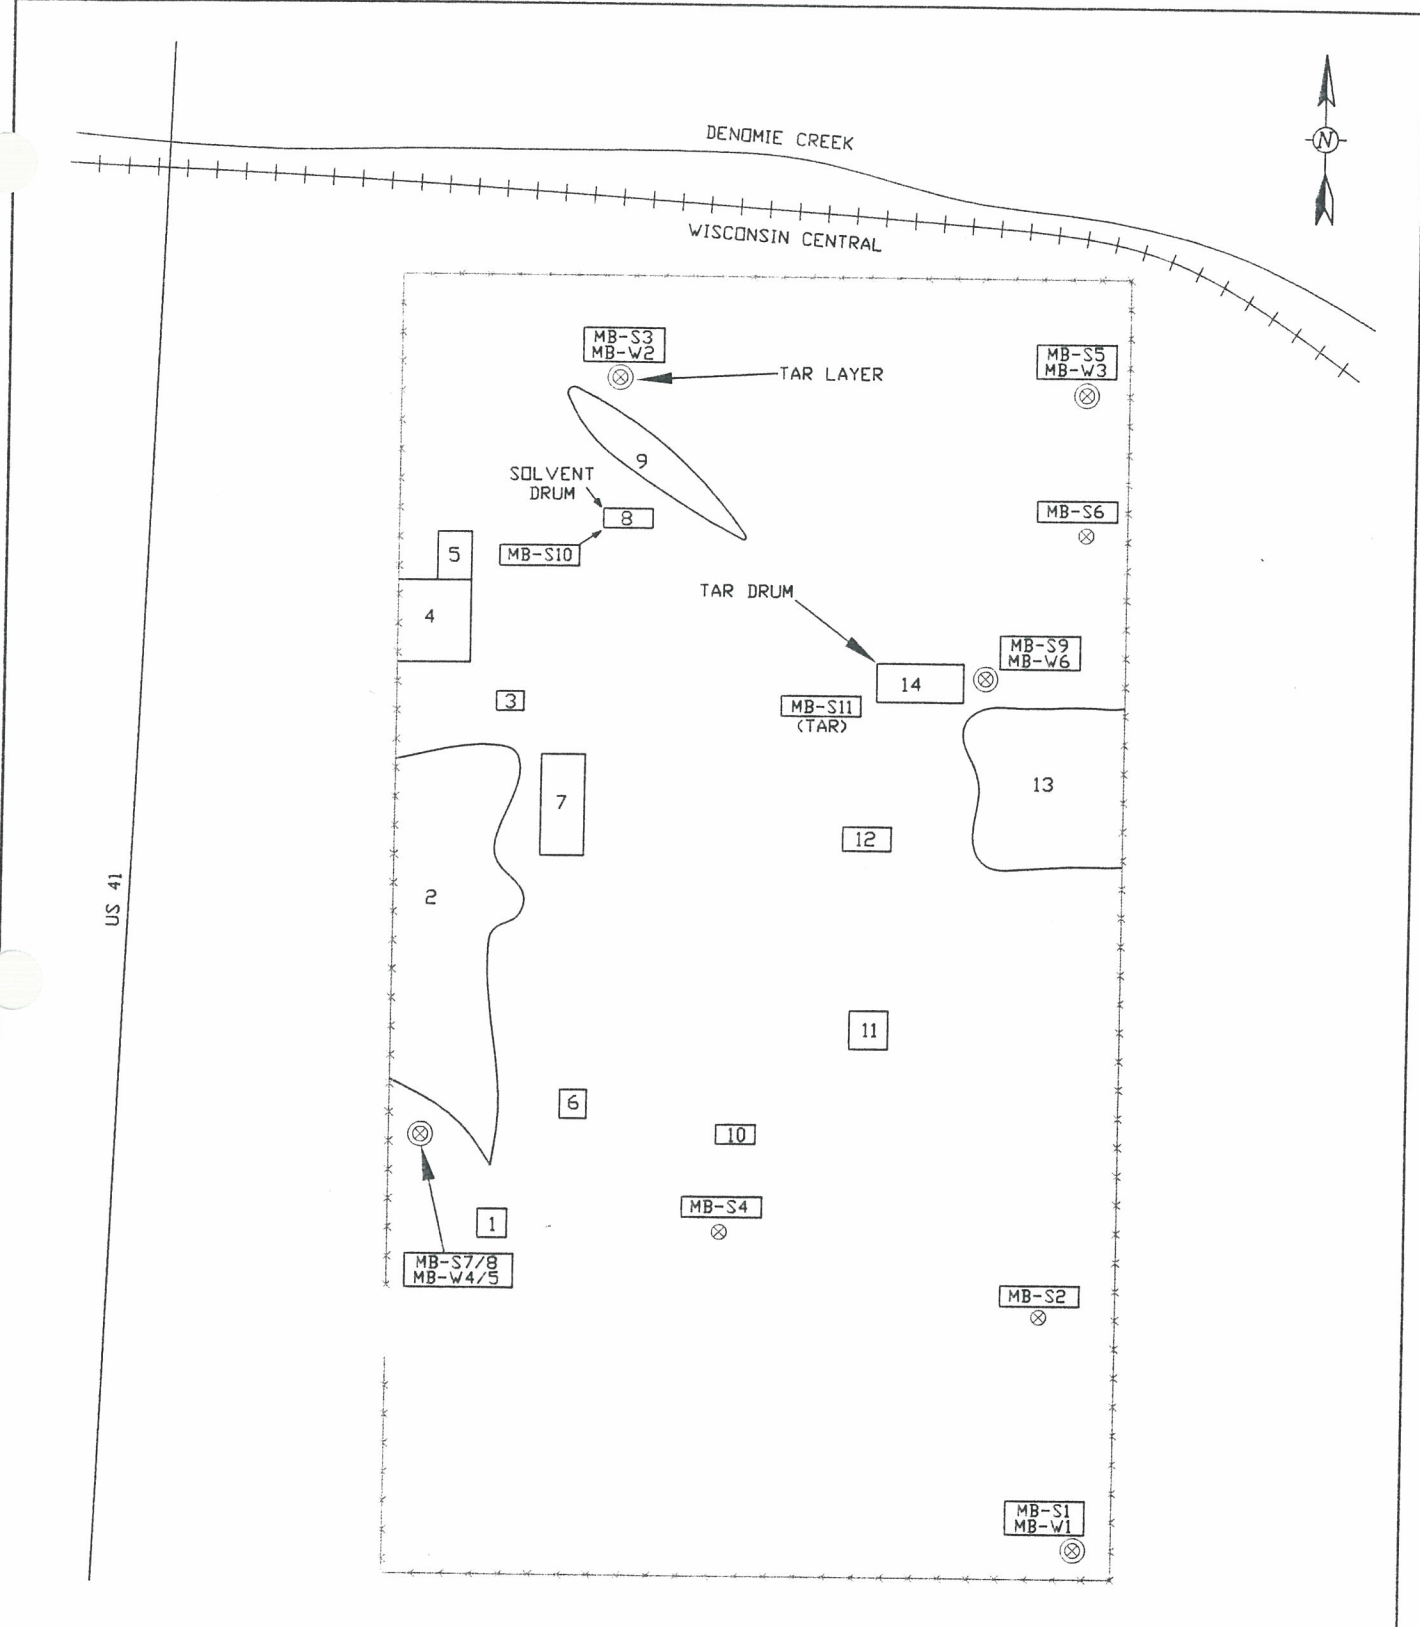 DENOMIE CREEK
N
WISCONSIN CENTRAL
MB-S3
MB-W2
TAR LAYER
MB-S5
MB-W3
9
SOLVENT
DRUM
8
MB-S10
MB-S6
5
4
TAR DRUM
MB-S9
MB-W6
14
3
MB-S11
(TAR)
13
7
12
US 41
2
11
6
10
MB-S4
1
MB-S7/8
MB-W4/5
MB-S2
MB-S1
MB-W1